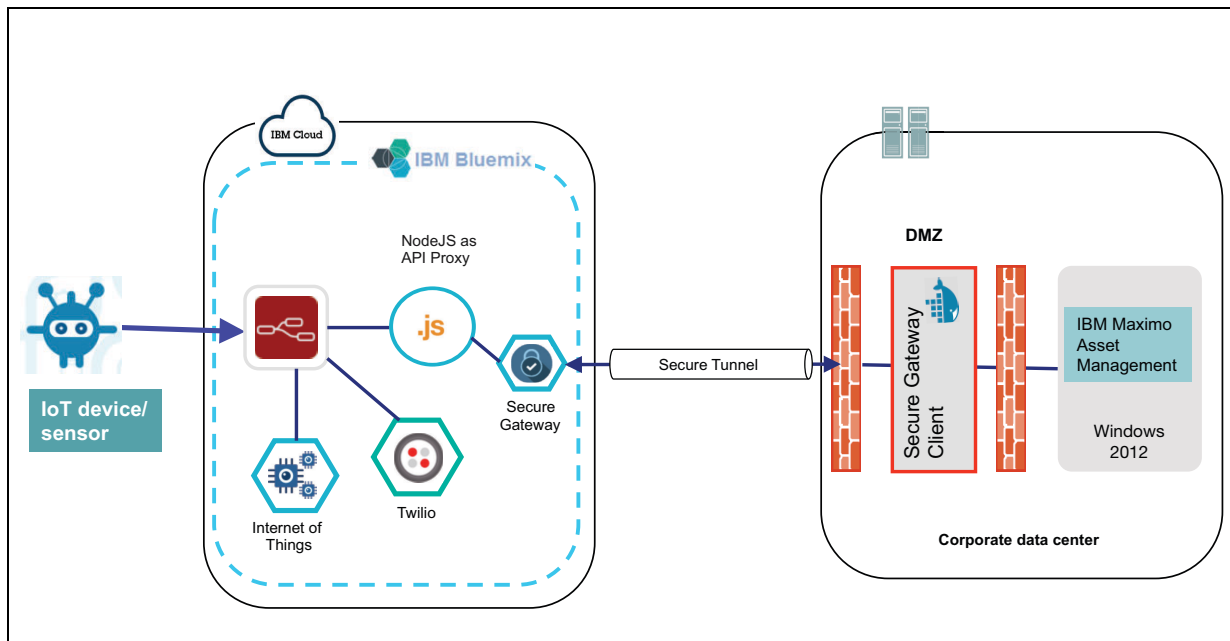 IBM Cloud
IBM Bluemix
NodeJS as
API Proxy
.js
IoT device/
sensor
Internet of
Things
Twilio
Secure
Gateway
Secure Tunnel
DMZ
Secure Gateway
Client
IBM Maximo
Asset
Management
Windows
2012
Corporate data center